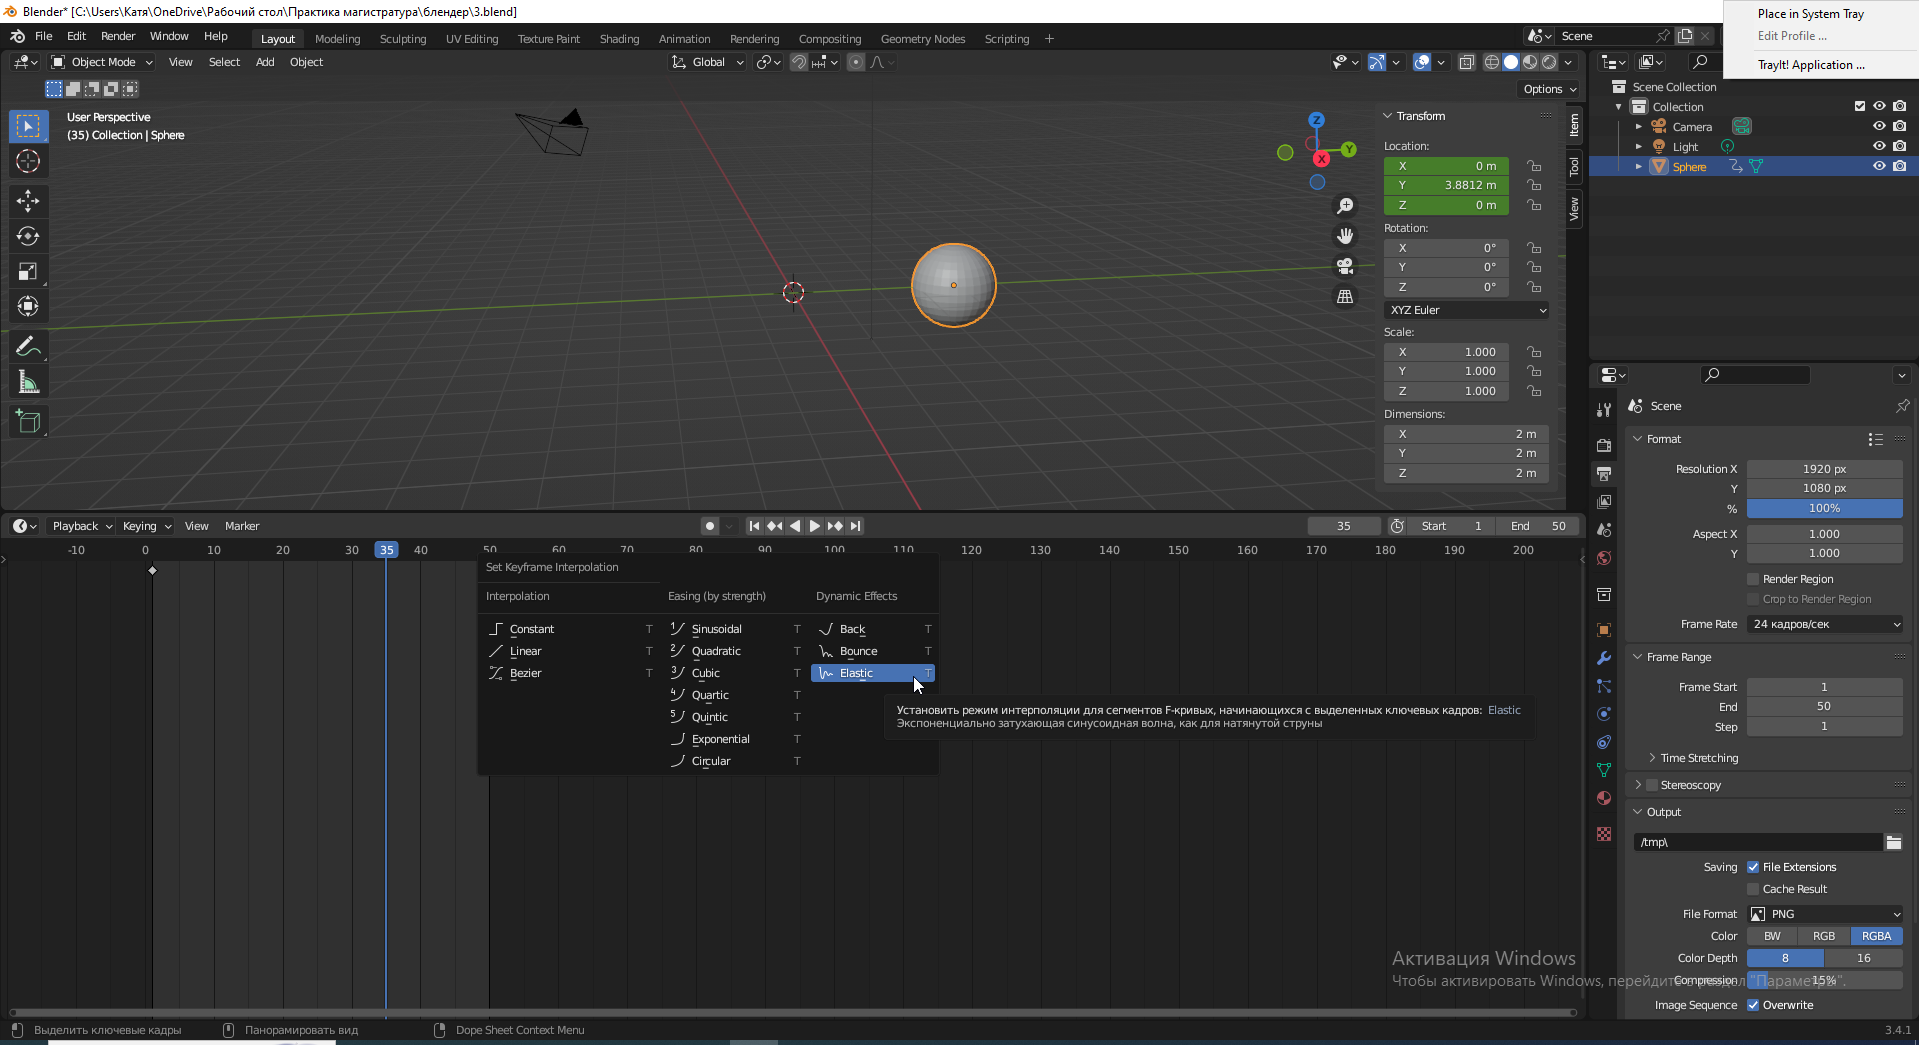 Blender* [C:\Users\Катя\OneDrive\Рабочий стол\Практика магистратура\блендер\3.blend]
Place in System Tray
Edit Profile ...
TrayIt! Application ...
File Edit Render Window Help
Layout Modeling Sculpting UV Editing Texture Paint Shading Animation Rendering Compositing Geometry Nodes Scripting +
Scene
Object Mode View Select Add Object
Global
Options
User Perspective
(35) Collection | Sphere
Z
Y
X
Transform
Location:
X 0 m
Y 3.8812 m
Z 0 m
Rotation:
X 0°
Y 0°
Z 0°
XYZ Euler
Scale:
X 1.000
Y 1.000
Z 1.000
Dimensions:
X 2 m
Y 2 m
Z 2 m
Item
Tool
View
Scene Collection
Collection
Camera
Light
Sphere
Scene
Format
Resolution X 1920 px
Y 1080 px
% 100%
Aspect X 1.000
Y 1.000
Render Region
Crop to Render Region
Frame Rate 24 кадров/сек
Frame Range
Frame Start 1
End 50
Step 1
Time Stretching
Stereoscopy
Output
/tmp\
Saving File Extensions
Cache Result
File Format PNG
Color BW RGB RGBA
Color Depth 8 16
Compression 15%
Image Sequence Overwrite
Playback Keying View Marker
35 Start 1 End 50
-10 0 10 20 30 35 40 50 60 70 80 90 100 110 120 130 140 150 160 170 180 190 200
Set Keyframe Interpolation
Interpolation Easing (by strength) Dynamic Effects
Constant T 1 Sinusoidal T Back T
Linear T 2 Quadratic T Bounce T
Bezier T 3 Cubic T Elastic T
4 Quartic T
5 Quintic T
Exponential T
Circular T
Установить режим интерполяции для сегментов F-кривых, начинающихся с выделенных ключевых кадров: Elastic
Экспоненциально затухающая синусоидная волна, как для натянутой струны
Активация Windows
Чтобы активировать Windows, перейдите в раздел "Параметры".
Выделить ключевые кадры Панорамировать вид Dope Sheet Context Menu
3.4.1